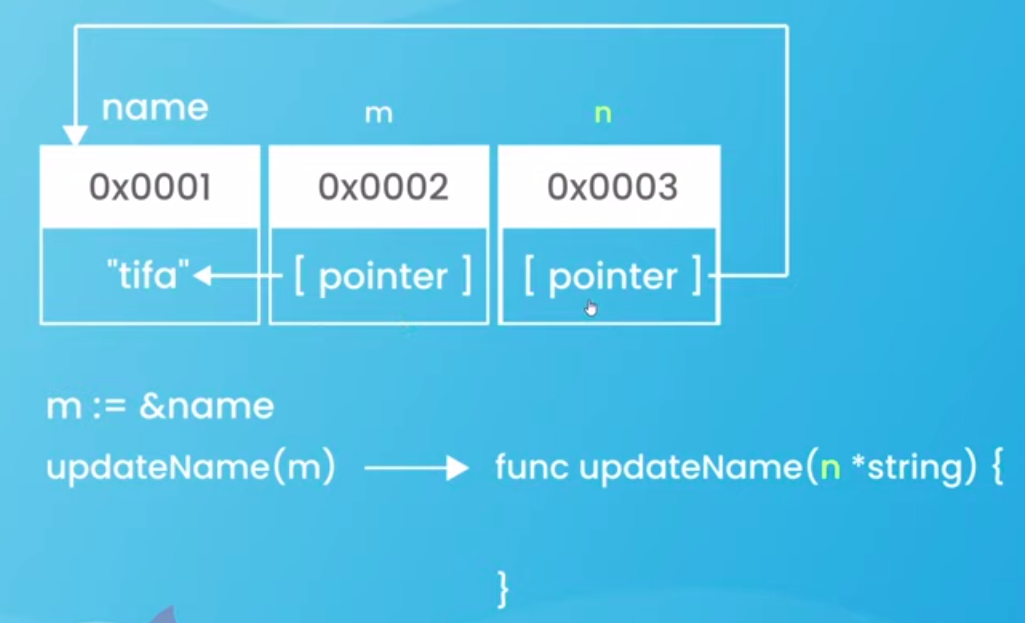 name m n
0x0001 0x0002 0x0003
"tifa" [ pointer ] [ pointer ]
m := &name
updateName(m) func updateName(n *string) {
}